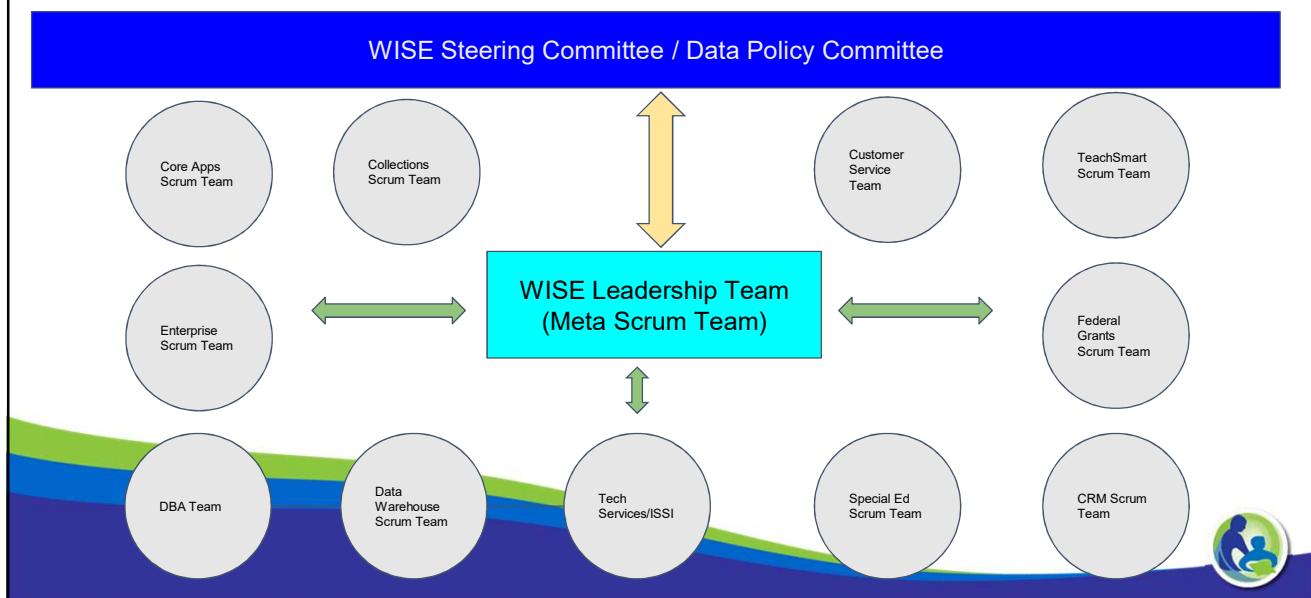 WISE Steering Committee / Data Policy Committee
Core Apps
Scrum Team
Collections
Scrum Team
Customer
Service
Team
TeachSmart
Scrum Team
WISE Leadership Team
(Meta Scrum Team)
Enterprise
Scrum Team
Federal
Grants
Scrum Team
DBA Team
Data
Warehouse
Scrum Team
Tech
Services/ISSI
Special Ed
Scrum Team
CRM Scrum
Team